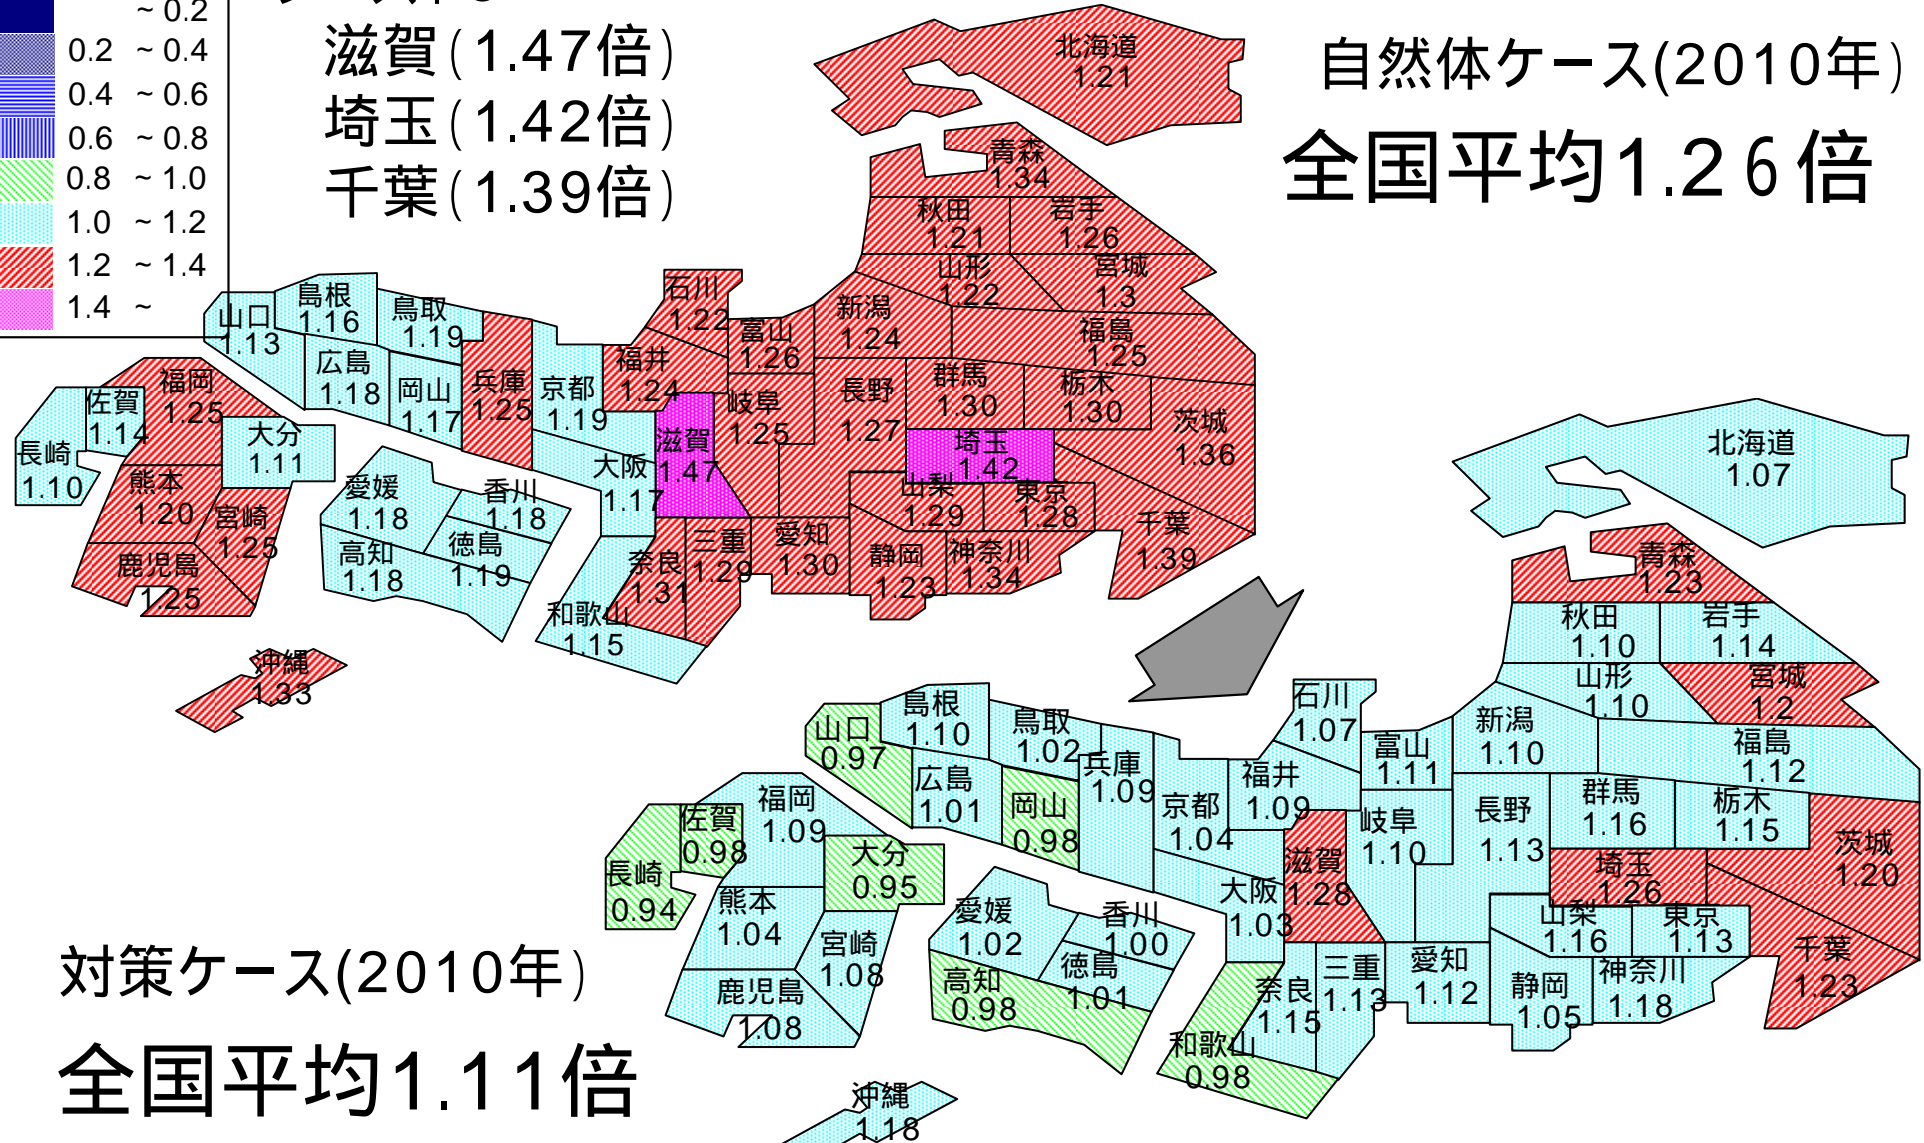 ~ 0.2
0.2 ~ 0.4
0.4 ~ 0.6
0.6 ~ 0.8
0.8 ~ 1.0
1.0 ~ 1.2
1.2 ~ 1.4
1.4 ~
滋賀(1.47倍)
埼玉(1.42倍)
千葉(1.39倍)
自然体ケース(2010年)
全国平均1.26倍
北海道
1.21
青森
1.34
秋田
1.21
岩手
1.26
山形
1.22
宮城
1.3
石川
1.22
富山
1.26
新潟
1.24
福島
1.25
山口
1.13
島根
1.16
鳥取
1.19
広島
1.18
岡山
1.17
兵庫
1.25
京都
1.19
福井
1.24
岐阜
1.25
長野
1.27
群馬
1.30
栃木
1.30
茨城
1.36
滋賀
1.47
埼玉
1.42
福岡
1.25
佐賀
1.14
大分
1.11
長崎
1.10
熊本
1.20
宮崎
1.25
鹿児島
1.25
愛媛
1.18
香川
1.18
高知
1.18
徳島
1.19
大阪
1.17
山梨
1.29
東京
1.28
千葉
1.39
奈良
1.31
三重
1.29
愛知
1.30
静岡
1.23
神奈川
1.34
和歌山
1.15
沖縄
1.33
北海道
1.07
青森
1.23
秋田
1.10
岩手
1.14
山形
1.10
宮城
1.2
石川
1.07
富山
1.11
新潟
1.10
福島
1.12
山口
0.97
島根
1.10
鳥取
1.02
広島
1.01
岡山
0.98
兵庫
1.09
京都
1.04
福井
1.09
岐阜
1.10
長野
1.13
群馬
1.16
栃木
1.15
茨城
1.20
滋賀
1.28
埼玉
1.26
福岡
1.09
佐賀
0.98
大分
0.95
長崎
0.94
熊本
1.04
宮崎
1.08
鹿児島
1.08
愛媛
1.02
香川
1.00
高知
0.98
徳島
1.01
大阪
1.03
山梨
1.16
東京
1.13
千葉
1.23
奈良
1.15
三重
1.13
愛知
1.12
静岡
1.05
神奈川
1.18
和歌山
0.98
沖縄
1.18
対策ケース(2010年)
全国平均1.11倍